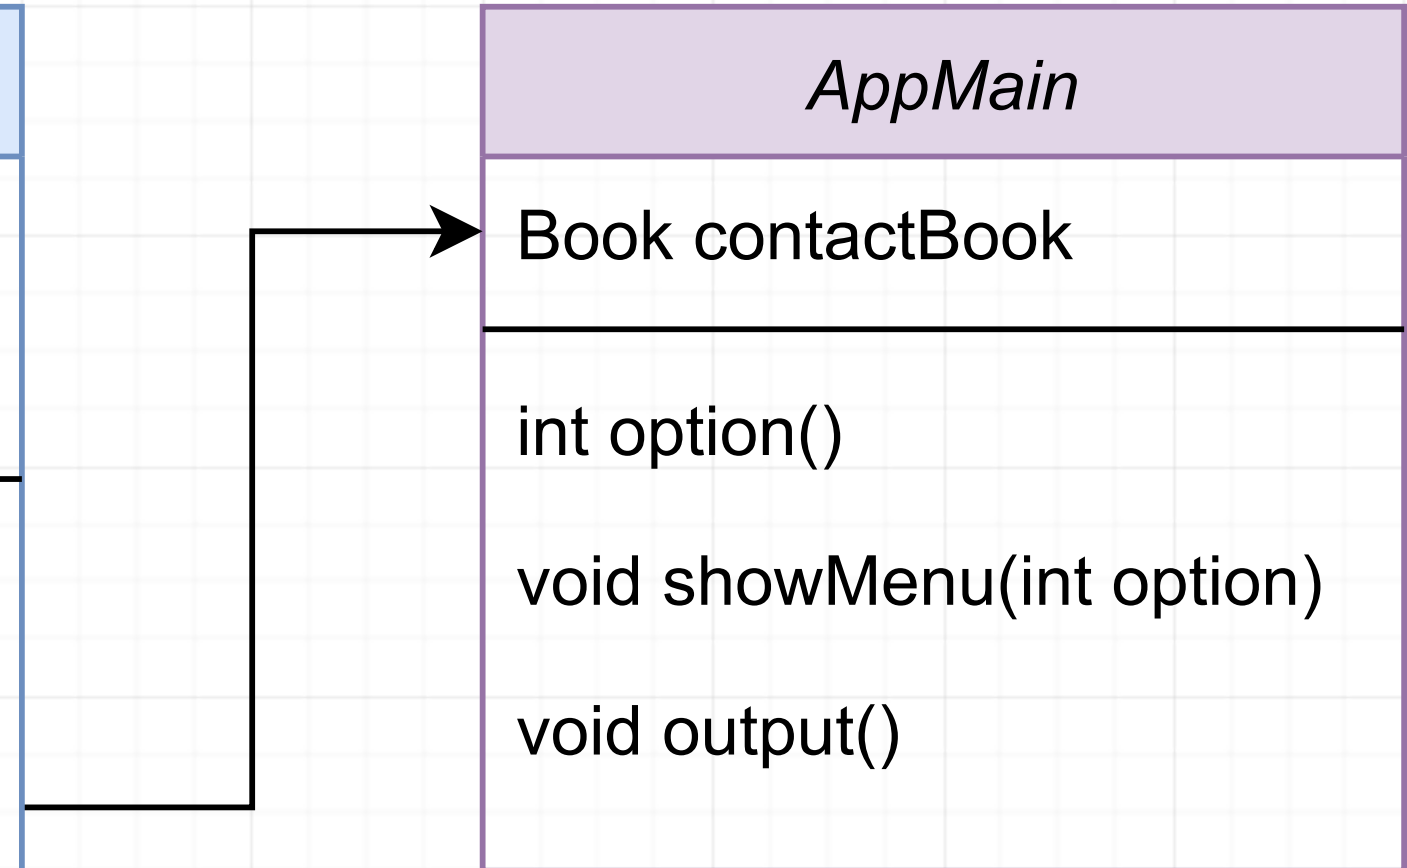 AppMain
Book contactBook
int option()
void showMenu(int option)
void output()